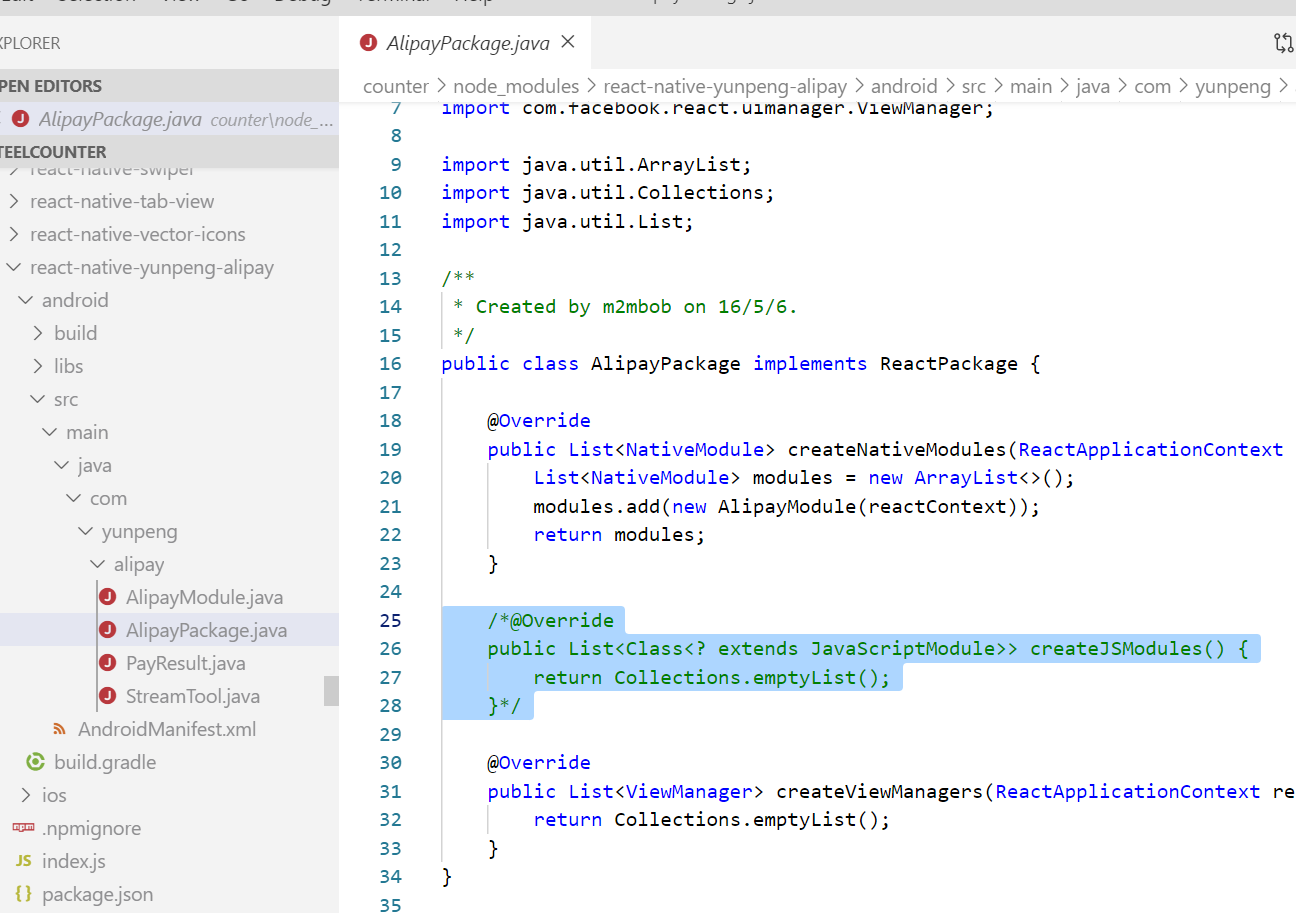 Selection
Debug
Terminal
Help
XPLORER
AlipayPackage.java
PEN EDITORS
AlipayPackage.java counter\node_...
TEELCOUNTER
react-native-swiper
react-native-tab-view
react-native-vector-icons
react-native-yunpeng-alipay
android
build
libs
src
main
java
com
yunpeng
alipay
AlipayModule.java
AlipayPackage.java
PayResult.java
StreamTool.java
AndroidManifest.xml
build.gradle
ios
.npmignore
JS index.js
{} package.json
counter > node_modules > react-native-yunpeng-alipay > android > src > main > java > com > yunpeng >
7 import com.facebook.react.uimanager.ViewManager;
8
9 import java.util.ArrayList;
10 import java.util.Collections;
11 import java.util.List;
12
13 /**
14 * Created by m2mbob on 16/5/6.
15 */
16 public class AlipayPackage implements ReactPackage {
17
18 @Override
19 public List<NativeModule> createNativeModules(ReactApplicationContext
20 List<NativeModule> modules = new ArrayList<>();
21 modules.add(new AlipayModule(reactContext));
22 return modules;
23 }
24
25 /*@Override
26 public List<Class<? extends JavaScriptModule>> createJSModules() {
27 return Collections.emptyList();
28 }*/
29
30 @Override
31 public List<ViewManager> createViewManagers(ReactApplicationContext re
32 return Collections.emptyList();
33 }
34 }
35